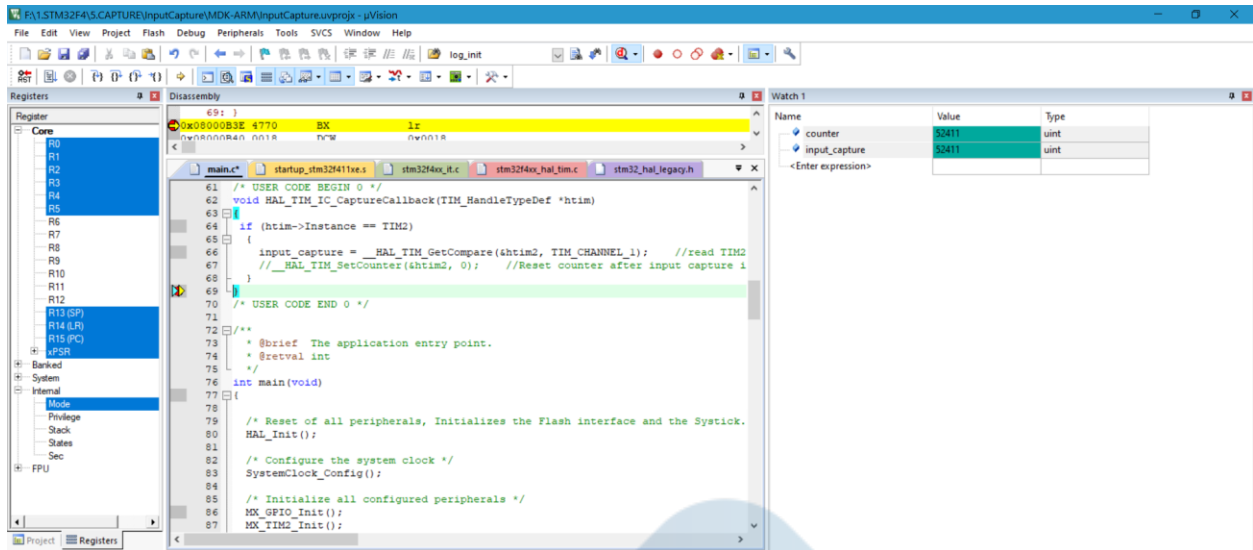 F:\1.STM32F4\5.CAPTURE\InputCapture\MDK-ARM\InputCapture.uvprojx - µVision
File Edit View Project Flash Debug Peripherals Tools SVCS Window Help
log_init
Registers
Register
Core
R0
R1
R2
R3
R4
R5
R6
R7
R8
R9
R10
R11
R12
R13 (SP)
R14 (LR)
R15 (PC)
xPSR
Banked
System
Internal
Mode
Privilege
Stack
States
Sec
FPU
Project Registers
Disassembly
69: }
0x08000B3E 4770 BX lr
0x08000B40 0018 DCW 0x0018
main.c* startup_stm32f411xe.s stm32f4xx_it.c stm32f4xx_hal_tim.c stm32_hal_legacy.h
61 /* USER CODE BEGIN 0 */
62 void HAL_TIM_IC_CaptureCallback(TIM_HandleTypeDef *htim)
63 {
64 if (htim->Instance == TIM2)
65 {
66 input_capture = __HAL_TIM_GetCompare(&htim2, TIM_CHANNEL_1); //read TIM2
67 //__HAL_TIM_SetCounter(&htim2, 0); //Reset counter after input capture i
68 }
69 }
70 /* USER CODE END 0 */
71
72 /**
73 * @brief The application entry point.
74 * @retval int
75 */
76 int main(void)
77 {
78
79 /* Reset of all peripherals, Initializes the Flash interface and the Systick.
80 HAL_Init();
81
82 /* Configure the system clock */
83 SystemClock_Config();
84
85 /* Initialize all configured peripherals */
86 MX_GPIO_Init();
87 MX_TIM2_Init();
Watch 1
Name Value Type
counter 52411 uint
input_capture 52411 uint
<Enter expression>